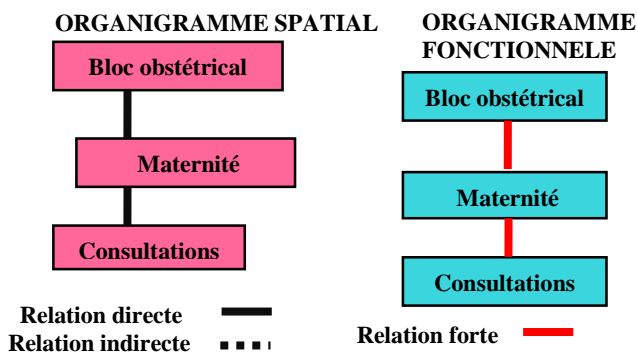 ORGANIGRAMME SPATIAL
Bloc obstétrical
Maternité
Consultations
Relation directe
Relation indirecte
ORGANIGRAMME
FONCTIONNELE
Bloc obstétrical
Maternité
Consultations
Relation forte